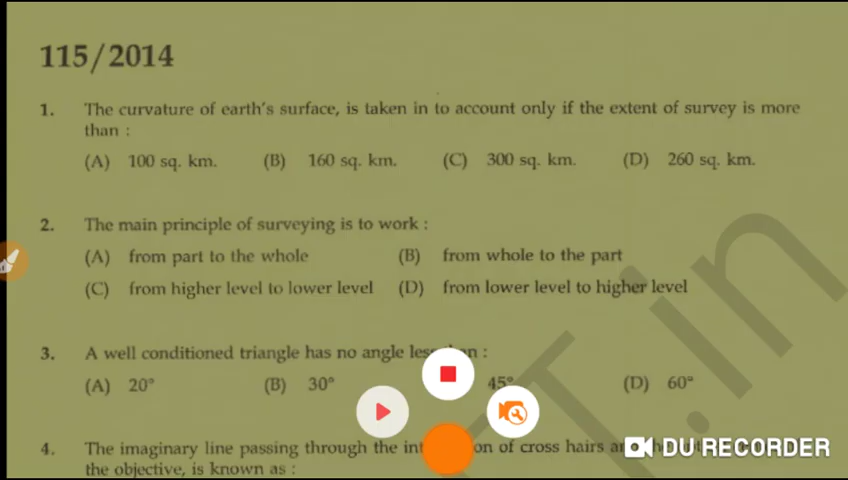 115/2014
1. The curvature of earth's surface, is taken in to account only if the extent of survey is more
than :
(A) 100 sq. km. (B) 160 sq. km. (C) 300 sq. km. (D) 260 sq. km.
2. The main principle of surveying is to work :
(A) from part to the whole (B) from whole to the part
(C) from higher level to lower level (D) from lower level to higher level
3. A well conditioned triangle has no angle :
(A) 20° (B) 30° 45° (D) 60°
4. The imaginary line passing through the of cross hairs
the objective, is known as :
DU RECORDER
T.in